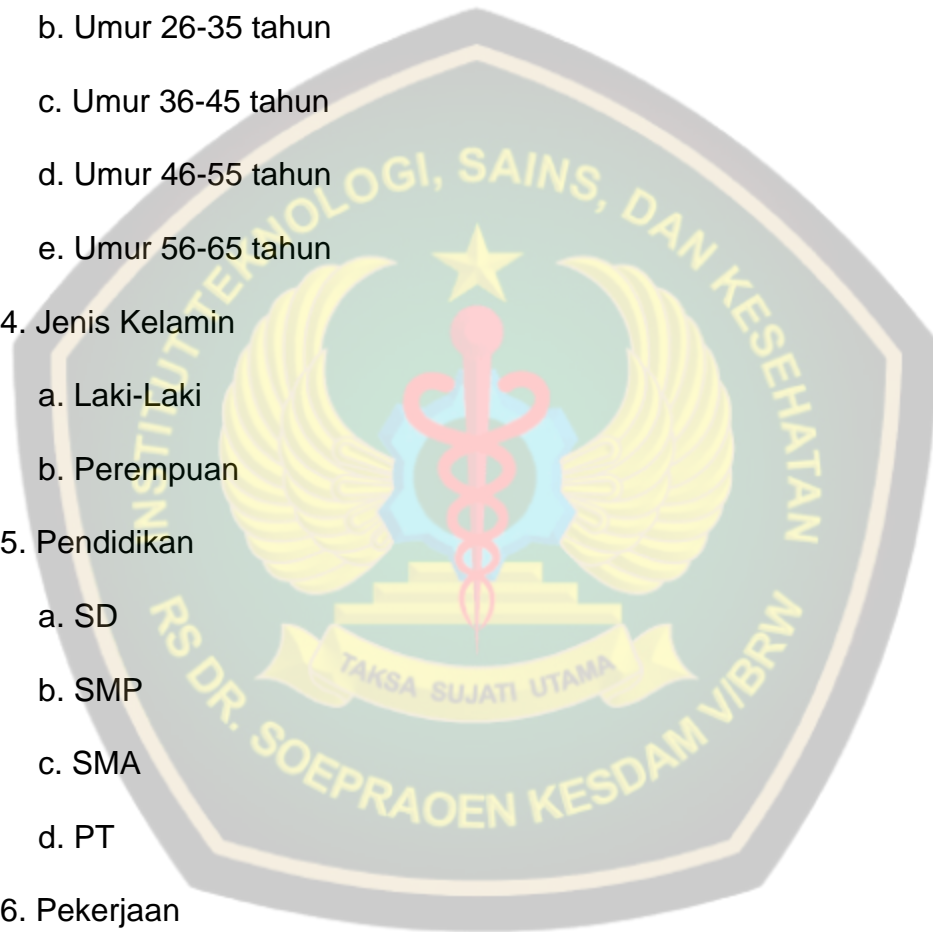 b. Umur 26-35 tahun
c. Umur 36-45 tahun
d. Umur 46-55 tahun
e. Umur 56-65 tahun
4. Jenis Kelamin
a. Laki-Laki
b. Perempuan
5. Pendidikan
a. SD
b. SMP
c. SMA
d. PT
6. Pekerjaan
INSTITUT TEKNOLOGI, SAINS, DAN KESEHATAN
TAKSA SUJATI UTAMA
RS DR. SOEPRAOEN KESDAM V/BRW